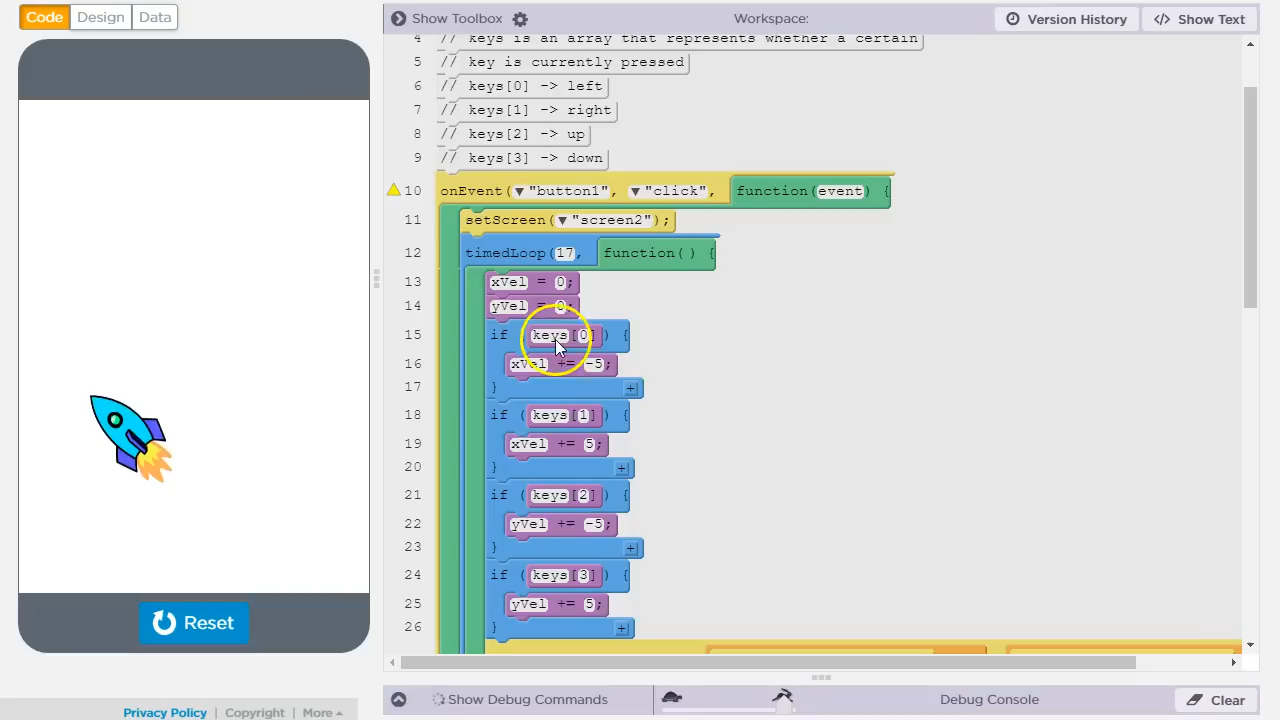 Code Design Data
Show Toolbox
Workspace:
Version History
</> Show Text
4 // keys is an array that represents whether a certain
5 // key is currently pressed
6 // keys[0] -> left
7 // keys[1] -> right
8 // keys[2] -> up
9 // keys[3] -> down
10 onEvent(▼"button1", ▼"click", function(event) {
11 setScreen(▼"screen2");
12 timedLoop(17, function( ) {
13 xVel = 0;
14 yVel = 0;
15 if ( keys[0] ) {
16 xVel += -5;
17 }
18 if ( keys[1] ) {
19 xVel += 5;
20 }
21 if ( keys[2] ) {
22 yVel += -5;
23 }
24 if ( keys[3] ) {
25 yVel += 5;
26 }
Reset
Show Debug Commands
Debug Console
Clear
Privacy Policy | Copyright | More